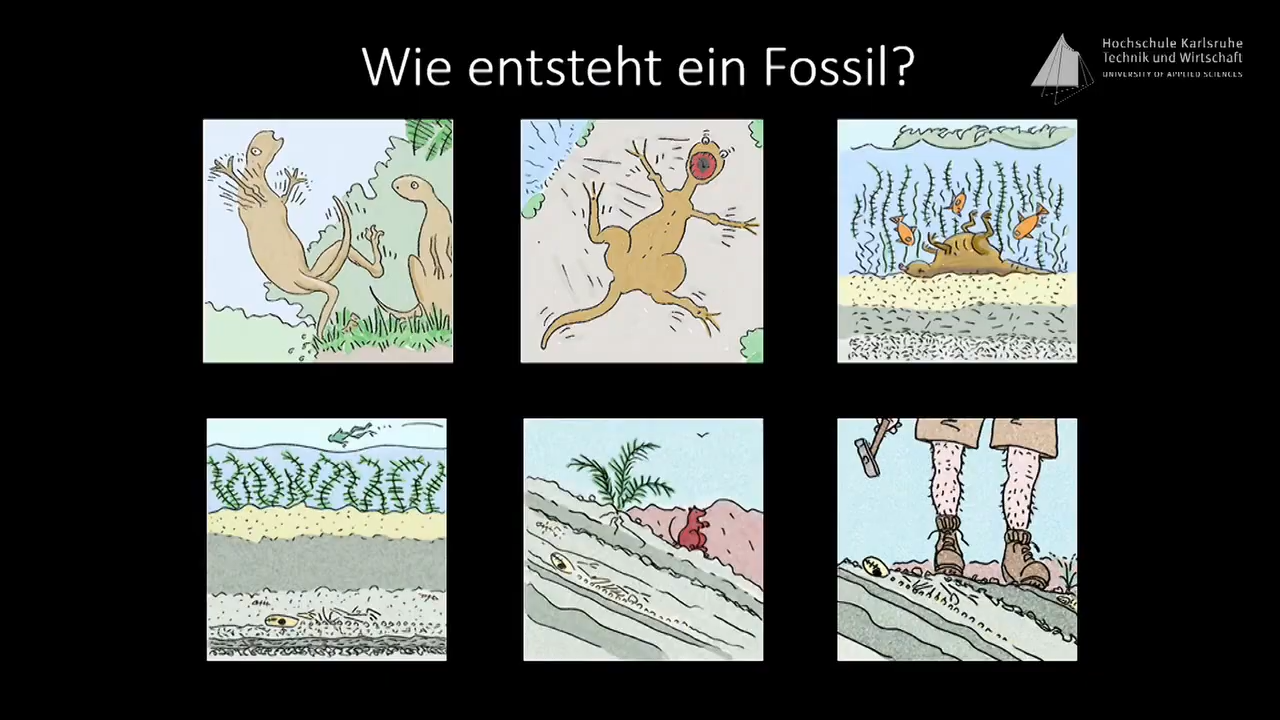 Wie entsteht ein Fossil?
Hochschule Karlsruhe
Technik und Wirtschaft
UNIVERSITY OF APPLIED SCIENCES